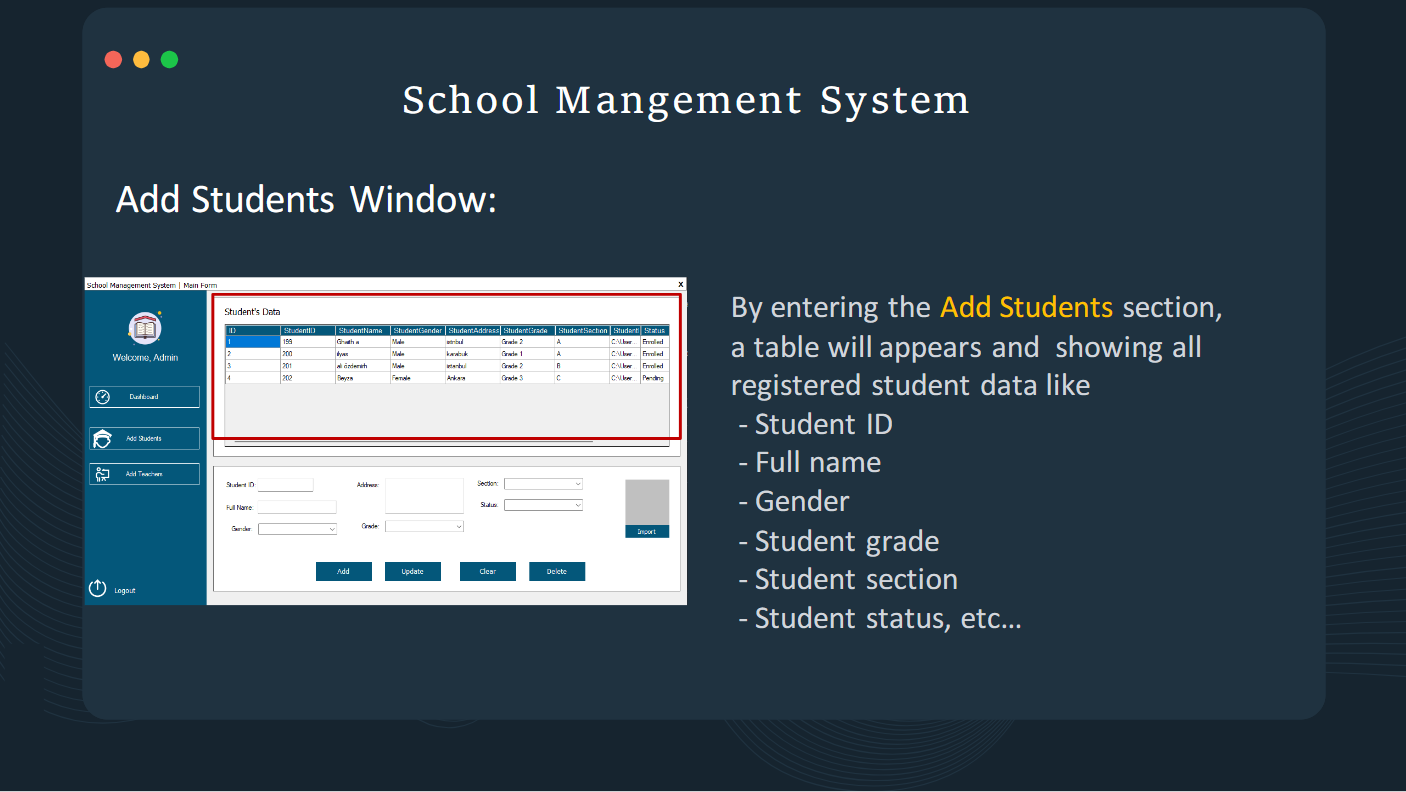 School Mangement System
Add Students Window:
School Management System | Main Form X
Welcome, Admin
Dashboard
Add Students
Add Teachers
Logout
Student's Data
ID StudentID StudentName StudentGender StudentAddress StudentGrade StudentSection StudentI Status
1 199 Ghaith a Male istnbul Grade 2 A C:\User... Enrolled
2 200 ilyas Male karabuk Grade 1 A C:\User... Enrolled
3 201 ali özdemirh Male istanbul Grade 2 B C:\User... Enrolled
4 202 Beyza Female Ankara Grade 3 C C:\User... Pending
Student ID: Address: Section:
Full Name: Status:
Gender: Grade:
Import
Add Update Clear Delete
By entering the Add Students section,
a table will appears and showing all
registered student data like
- Student ID
- Full name
- Gender
- Student grade
- Student section
- Student status, etc...